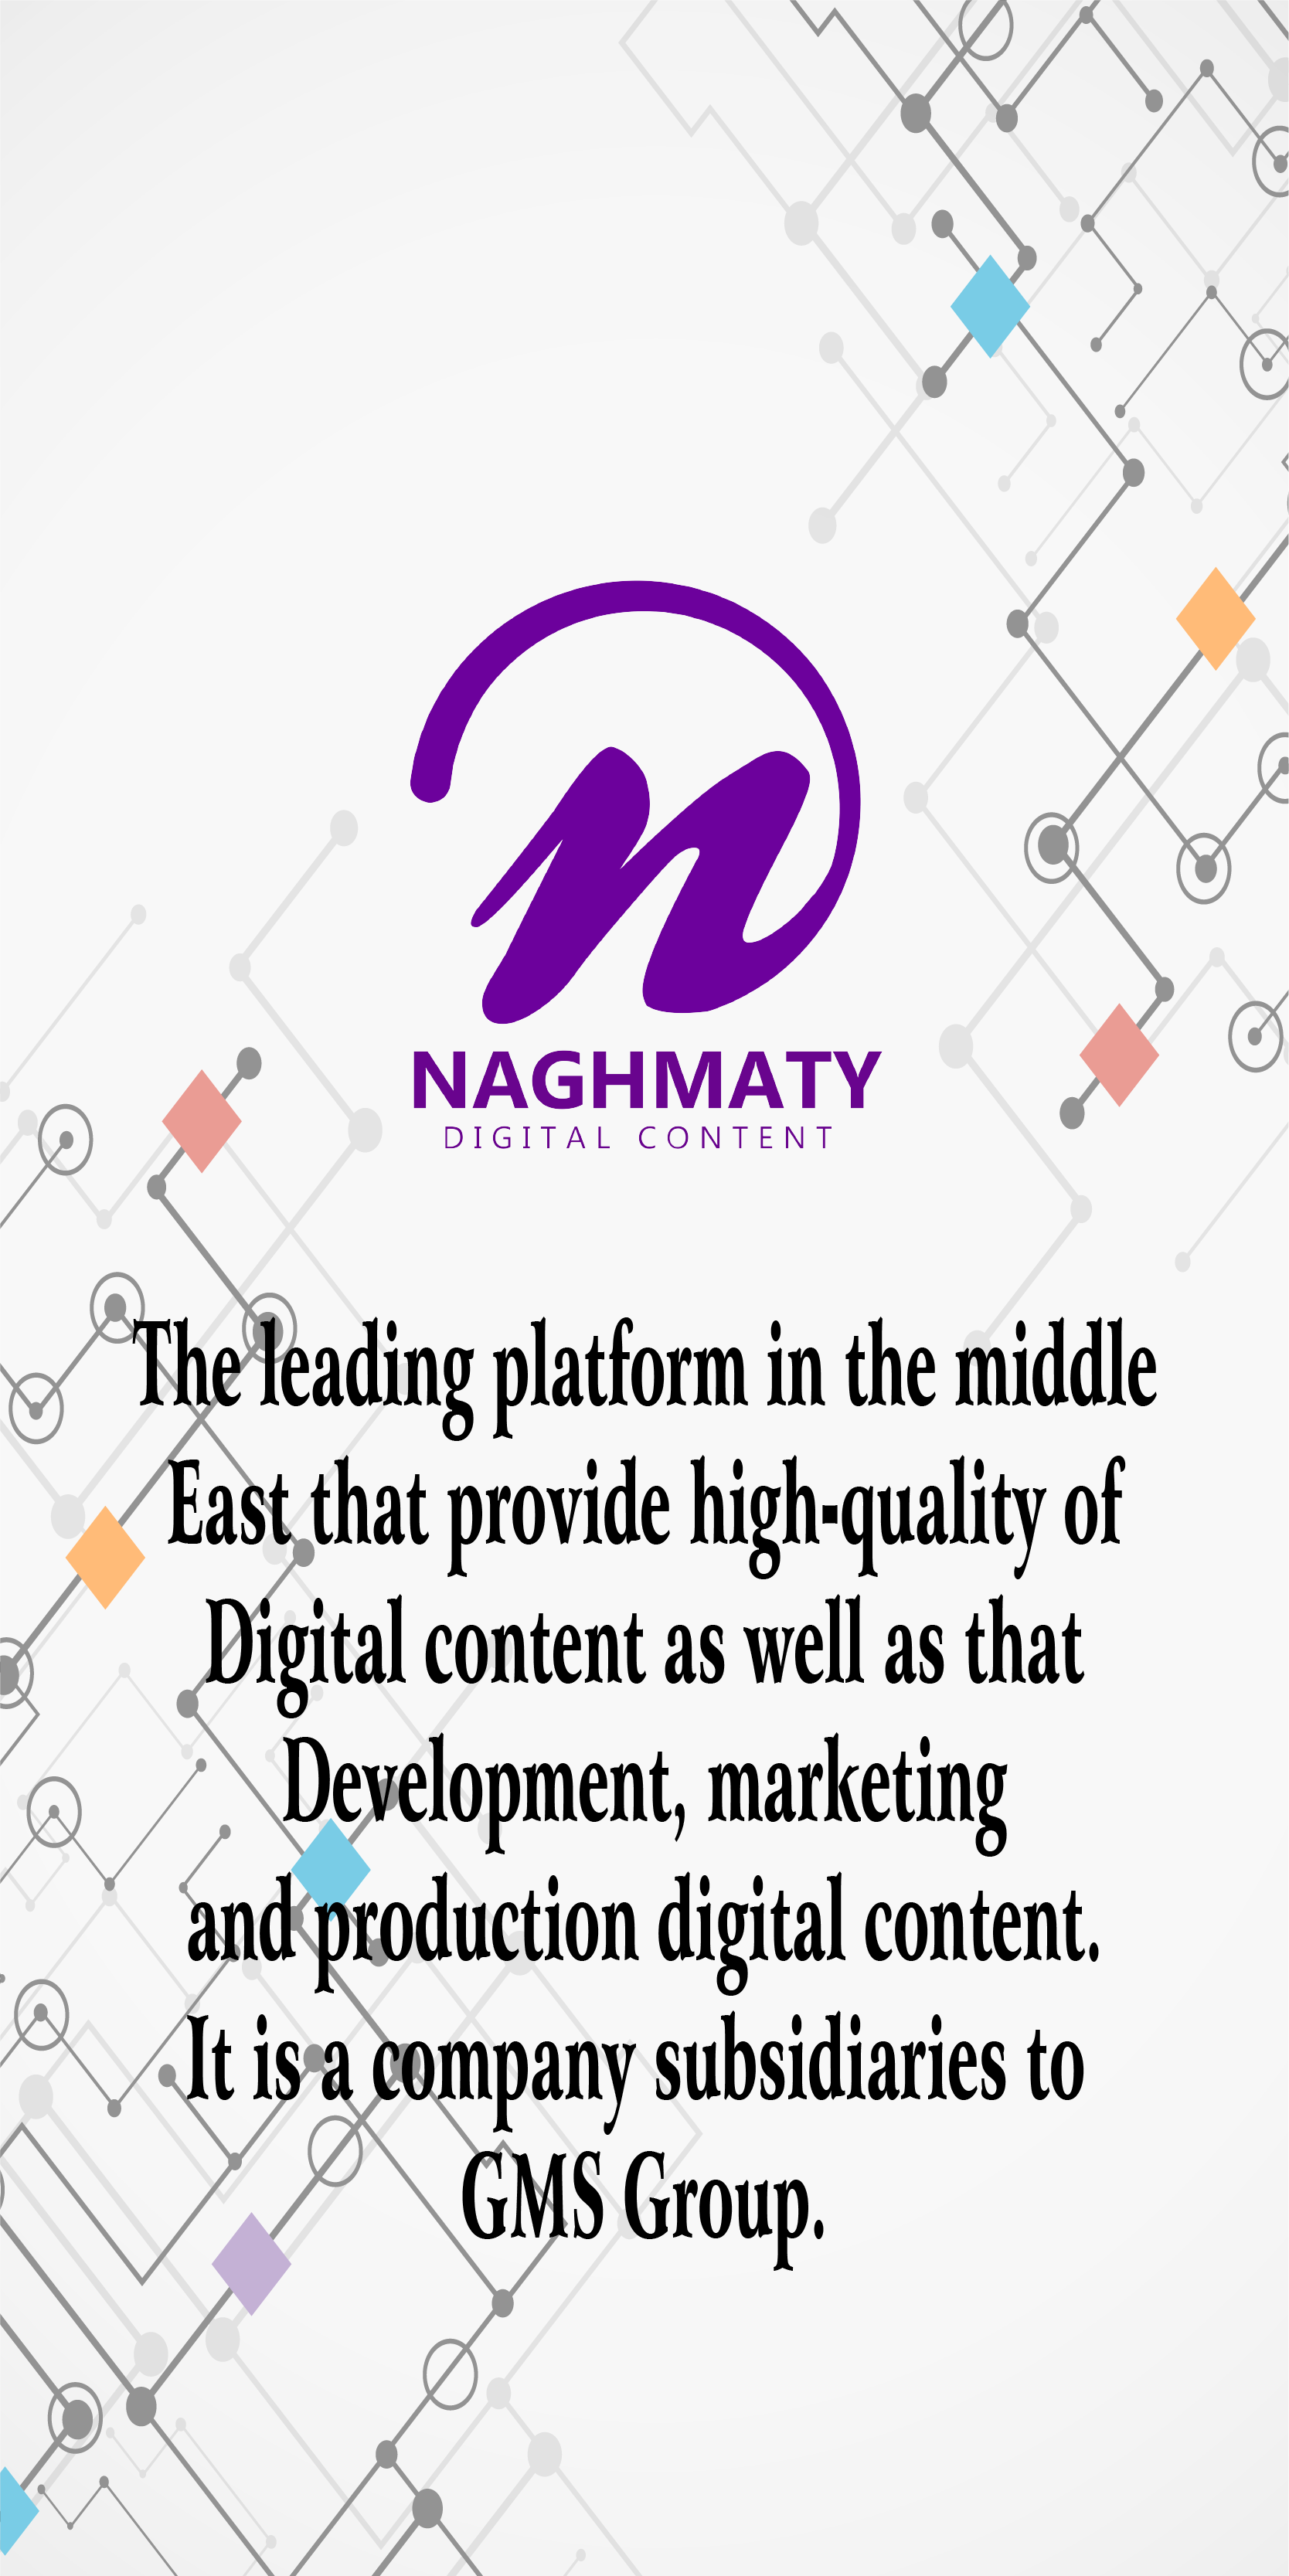 NAGHMATY
DIGITAL CONTENT
The leading platform in the middle
East that provide high-quality of
Digital content as well as that
Development, marketing
and production digital content.
It is a company subsidiaries to
GMS Group.